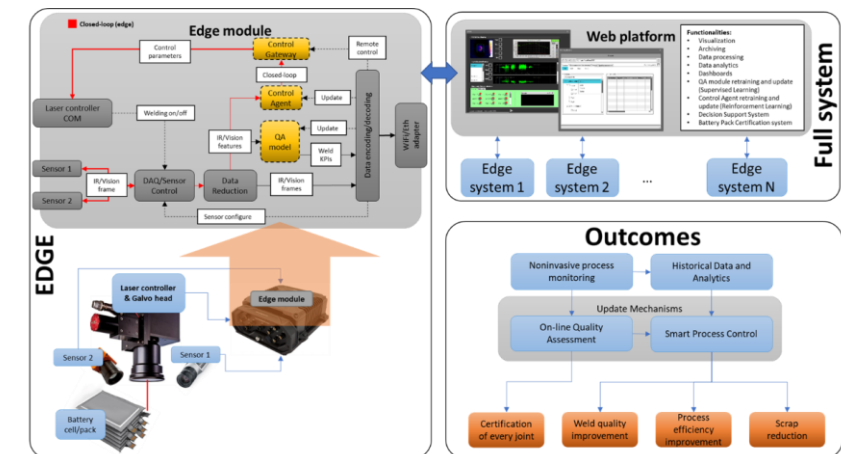 Closed-loop (edge)
Edge module
Control
parameters
Control
Gateway
Remote
control
Closed-loop
Laser controller
COM
Welding on/off
Control
Agent
Update
IR/Vision
features
QA
model
Update
Weld
KPIs
Data encoding/decoding
WiFi/Eth
adapter
Sensor 1
IR/Vision
frame
Sensor 2
DAQ/Sensor
Control
Data
Reduction
IR/Vision
frames
Sensor configure
EDGE
Laser controller
& Galvo head
Edge module
Sensor 2
Sensor 1
Battery
cell/pack
Web platform
Functionalities:
• Visualization
• Archiving
• Data processing
• Data analytics
• Dashboards
• QA module retraining and update
(Supervised Learning)
• Control Agent retraining and
update (Reinforcement Learning)
• Decision Support System
• Battery Pack Certification system
Full system
Edge
system 1
Edge
system 2
...
Edge
system N
Outcomes
Noninvasive process
monitoring
Historical Data and
Analytics
Update Mechanisms
On-line Quality
Assessment
Smart Process Control
Certification
of every joint
Weld quality
improvement
Process
efficiency
improvement
Scrap
reduction